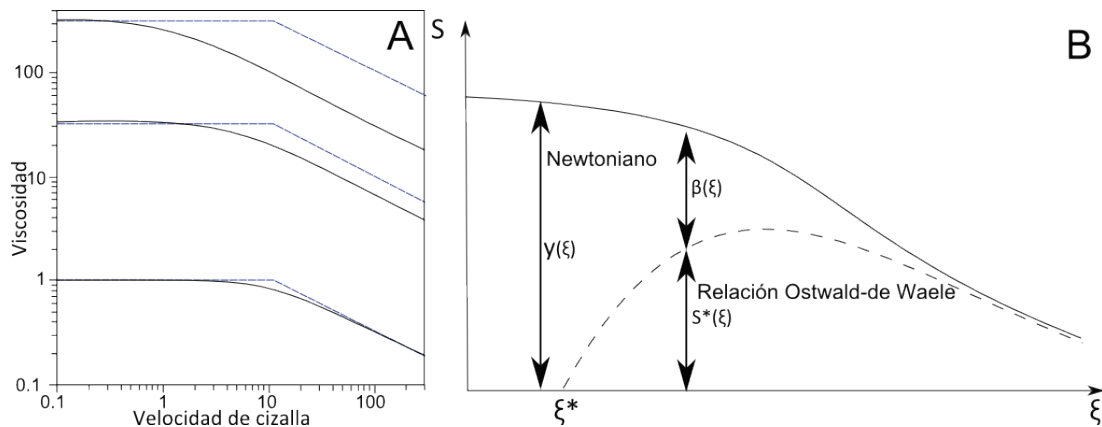 A
Viscosidad
100
10
1
0.1
0.1
1
10
100
Velocidad de cizalla
B
S
Newtoniano
β(ξ)
y(ξ)
Relación Ostwald-de Waele
S*(ξ)
ξ*
ξ